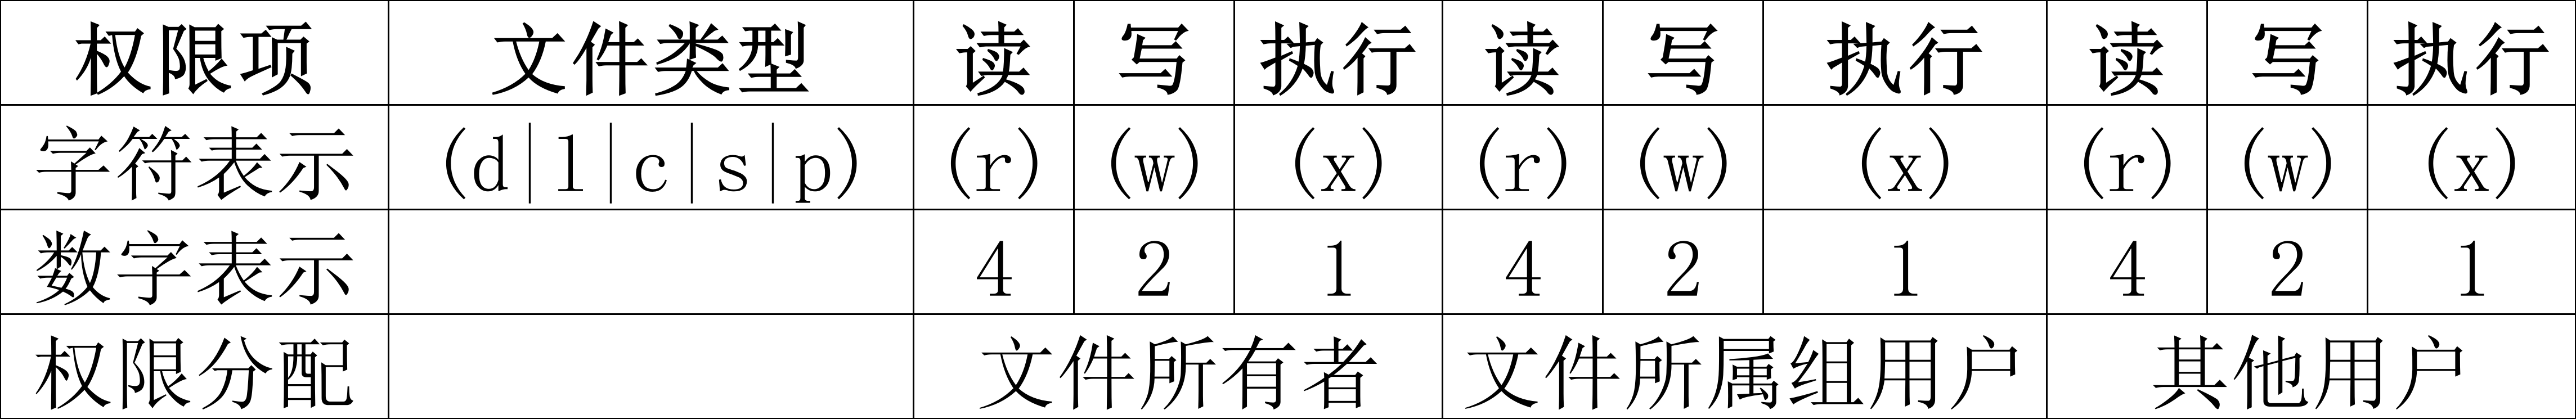 权限项 文件类型 读 写 执行 读 写 执行 读 写 执行
字符表示 (d|l|c|s|p) (r) (w) (x) (r) (w) (x) (r) (w) (x)
数字表示 4 2 1 4 2 1 4 2 1
权限分配 文件所有者 文件所属组用户 其他用户